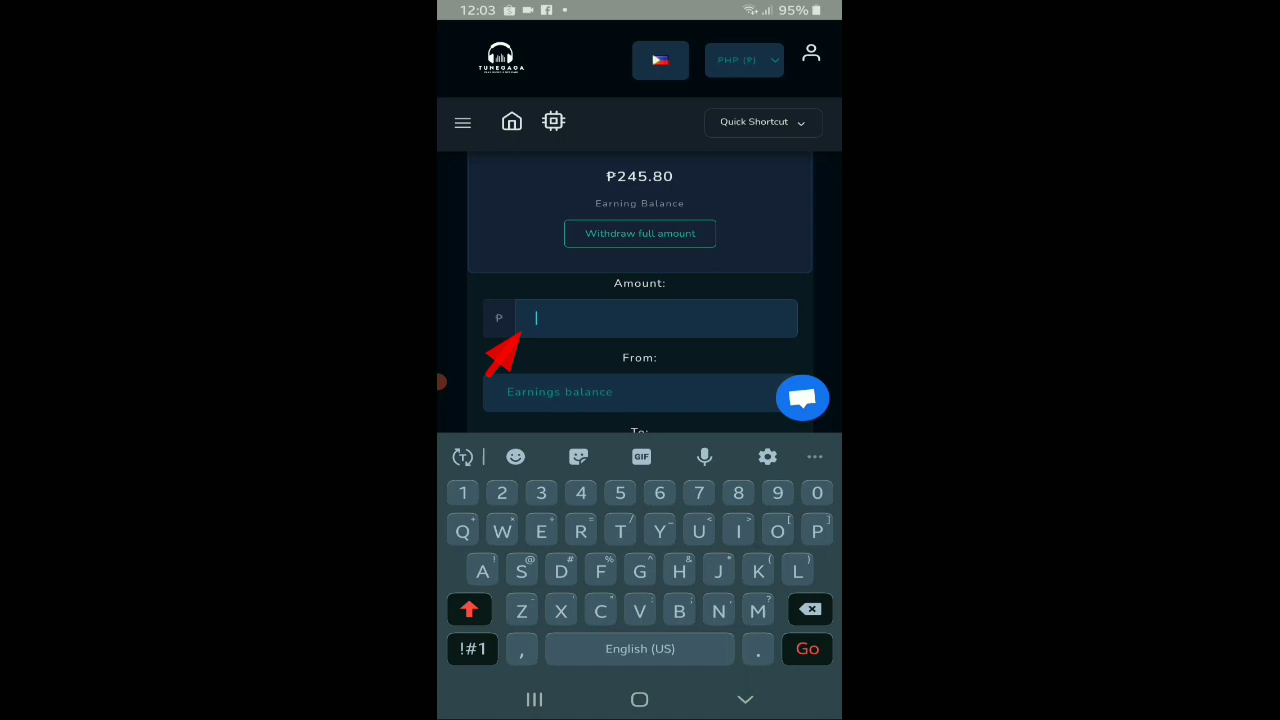 12:03
95%
TUNEGAGA
PHP (₱)
Quick Shortcut
₱245.80
Earning Balance
Withdraw full amount
Amount:
₱
From:
Earnings balance
To:
T
GIF
1 2 3 4 5 6 7 8 9 0
Q W E R T Y U I O P
A S D F G H J K L
Z X C V B N M
!#1 , English (US) . Go